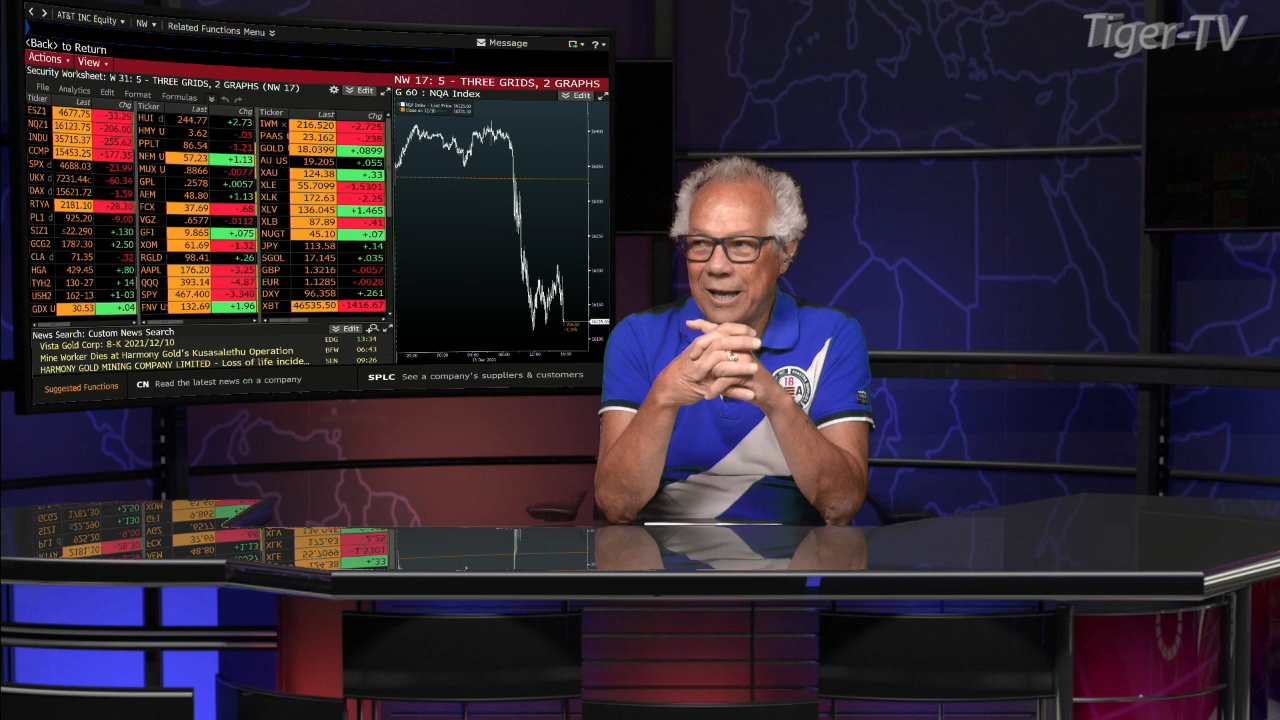 Tiger-TV
< > AT&T INC Equity NW Related Functions Menu
Message ?
<Back> to Return
Actions View
Security Worksheet: W 31: 5 - THREE GRIDS, 2 GRAPHS (NW 17)
Edit
File Analytics Edit Format Formulas
Ticker Last Chg
ESZ1 4677.75 -33.25
NQZ1 16123.75 -206.00
INDU 35715.37 -255.62
CCMP 15453.25 -177.35
SPX d 4688.03 -23.99
UKX d 7231.44c -60.34
DAX d 15621.72 -1.59
RTYA 2181.10 -28.30
PL1 d 925.20 -9.00
SIZ1 s22.290 +.130
GCG2 1787.30 +2.50
CLA d 71.35 -.32
HGA 429.45 +.80
TYH2 130-27 + 14
USH2 162-13 +1-03
GDX U 30.53 +.04
Ticker Last Chg
HUI d 244.77 +2.73
HMY U 3.62 -.03
PPLT 86.54 -1.21
NEM U 57.23 +1.13
MUX U .8866 -.0077
GPL .2578 +.0057
AEM 48.80 +1.13
FCX 37.69 -.68
VGZ .6577 -.0112
GFI 9.865 +.075
XOM 61.69 -1.32
RGLD 98.41 +.26
AAPL 176.20 -3.25
QQQ 393.14 -4.87
SPY 467.400 -3.340
FNV U 132.69 +1.96
Ticker Last Chg
IWM x 216.520 -2.725
PAAS U 23.162 -.238
GOLD U 18.0399 +.0899
AU US 19.205 +.055
XAU 124.38 +.33
XLE 55.7099 -1.5301
XLK 172.63 -2.25
XLV 136.045 +1.465
XLB 87.89 -.41
NUGT 45.10 +.07
JPY 113.58 +.14
SGOL 17.145 +.035
GBP 1.3216 -.0057
EUR 1.1285 -.0028
DXY 96.358 +.261
XBT 46535.50 -1416.67
NW 17: 5 - THREE GRIDS, 2 GRAPHS
G 60 : NQA Index
Edit
News Search: Custom News Search
Edit
Vista Gold Corp: 8-K 2021/12/10 EDG 13:34
Mine Worker Dies at Harmony Gold's Kusasalethu Operation BFW 06:43
HARMONY GOLD MINING COMPANY LIMITED - Loss of life incide... SEN 09:26
Suggested Functions CN Read the latest news on a company SPLC See a company's suppliers & customers
18